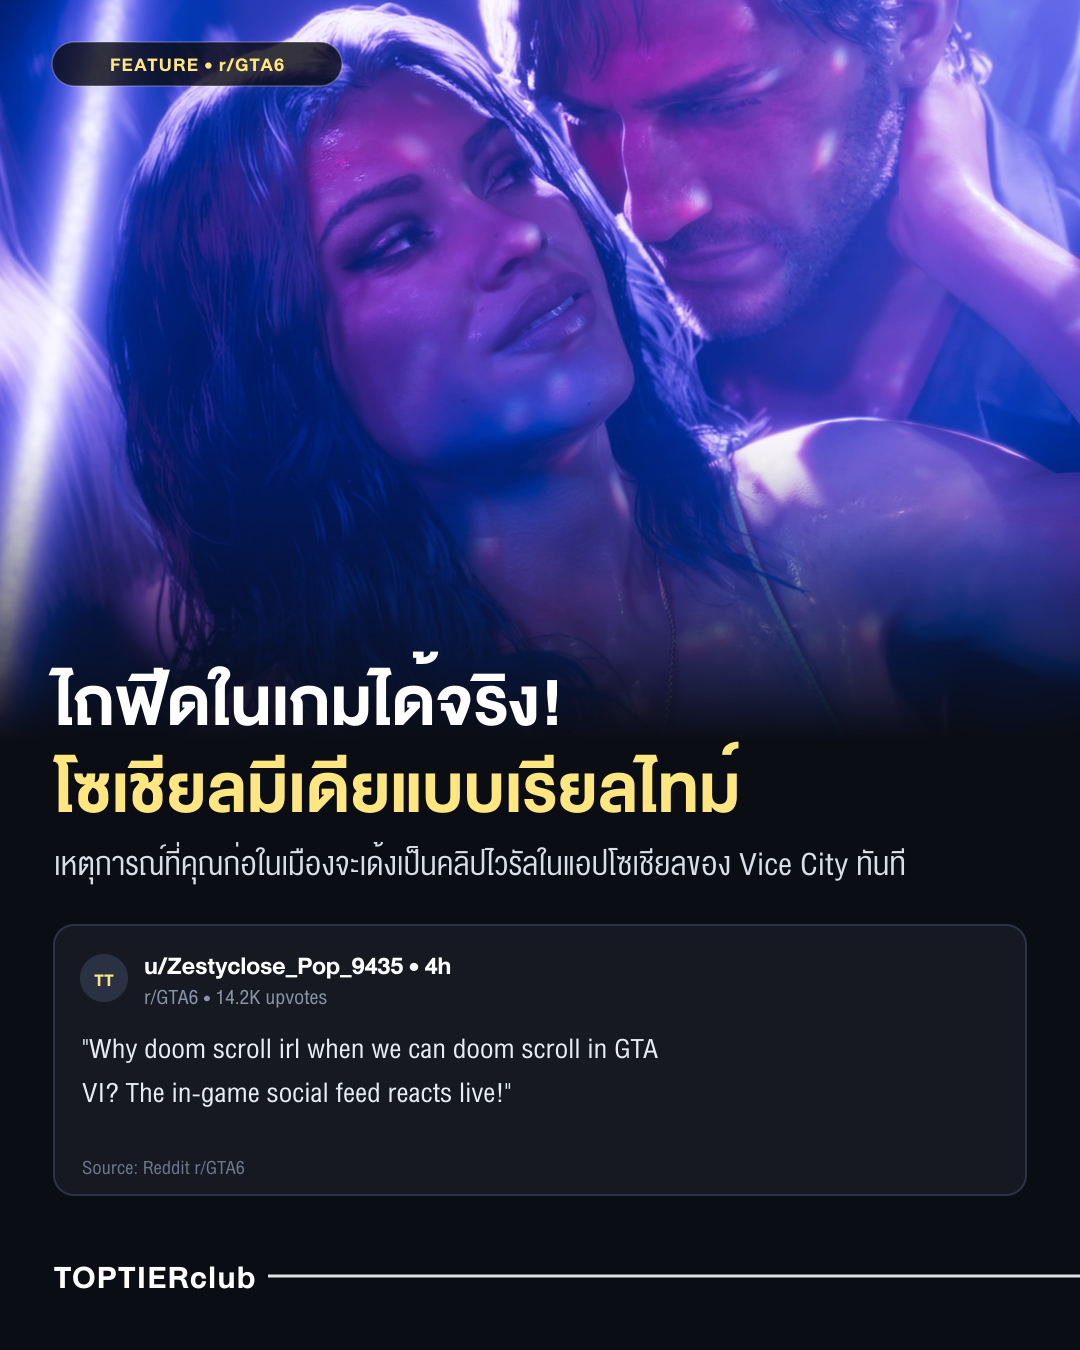 FEATURE • r/GTA6
ไถฟีดในเกมได้จริง!
โซเชียลมีเดียแบบเรียลไทม์
เหตุการณ์ที่คุณก่อในเมืองจะเด้งเป็นคลิปไวรัลในแอปโซเชียลของ Vice City ทันที
TT
u/Zestyclose_Pop_9435 • 4h
r/GTA6 • 14.2K upvotes
"Why doom scroll irl when we can doom scroll in GTA
VI? The in-game social feed reacts live!"
Source: Reddit r/GTA6
TOPTIERclub